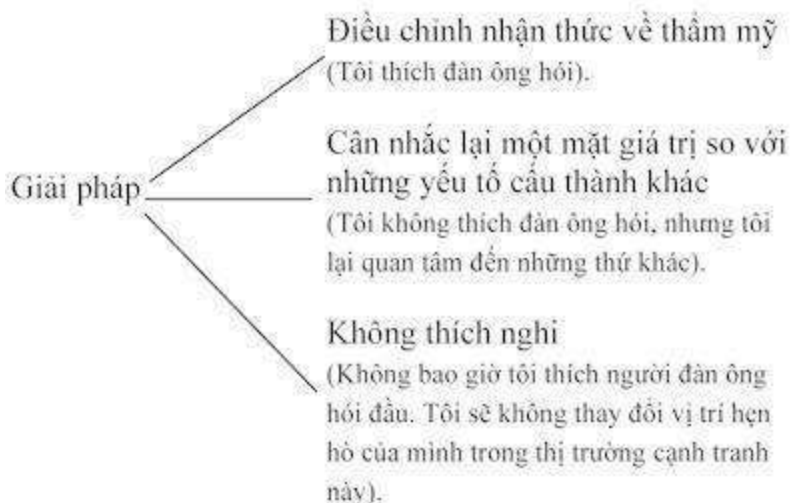 Điều chỉnh nhận thức về thẩm mỹ
(Tôi thích đàn ông hói).
Cân nhắc lại một mặt giá trị so với
những yếu tố cấu thành khác
(Tôi không thích đàn ông hói, nhưng tôi
lại quan tâm đến những thứ khác).
Giải pháp
Không thích nghi
(Không bao giờ tôi thích người đàn ông
hói đầu. Tôi sẽ không thay đổi vị trí hẹn
hò của mình trong thị trường cạnh tranh
này).